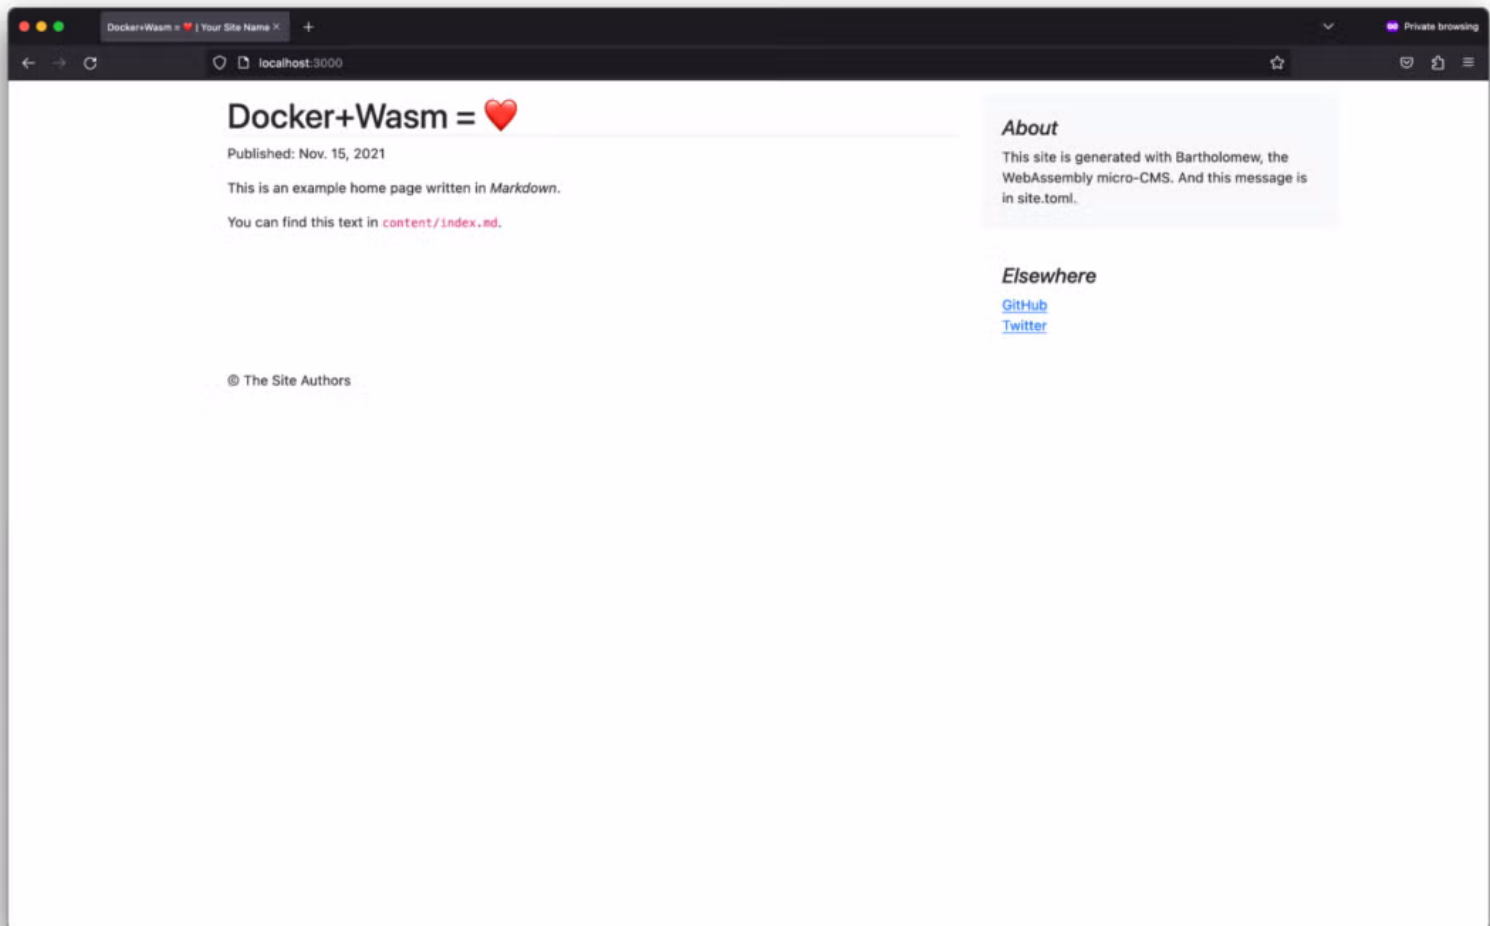 Docker+Wasm = ❤️ | Your Site Name
Private browsing
localhost:3000
Docker+Wasm = ❤️
Published: Nov. 15, 2021
This is an example home page written in Markdown.
You can find this text in content/index.md.
About
This site is generated with Bartholomew, the
WebAssembly micro-CMS. And this message is
in site.toml.
Elsewhere
GitHub
Twitter
© The Site Authors